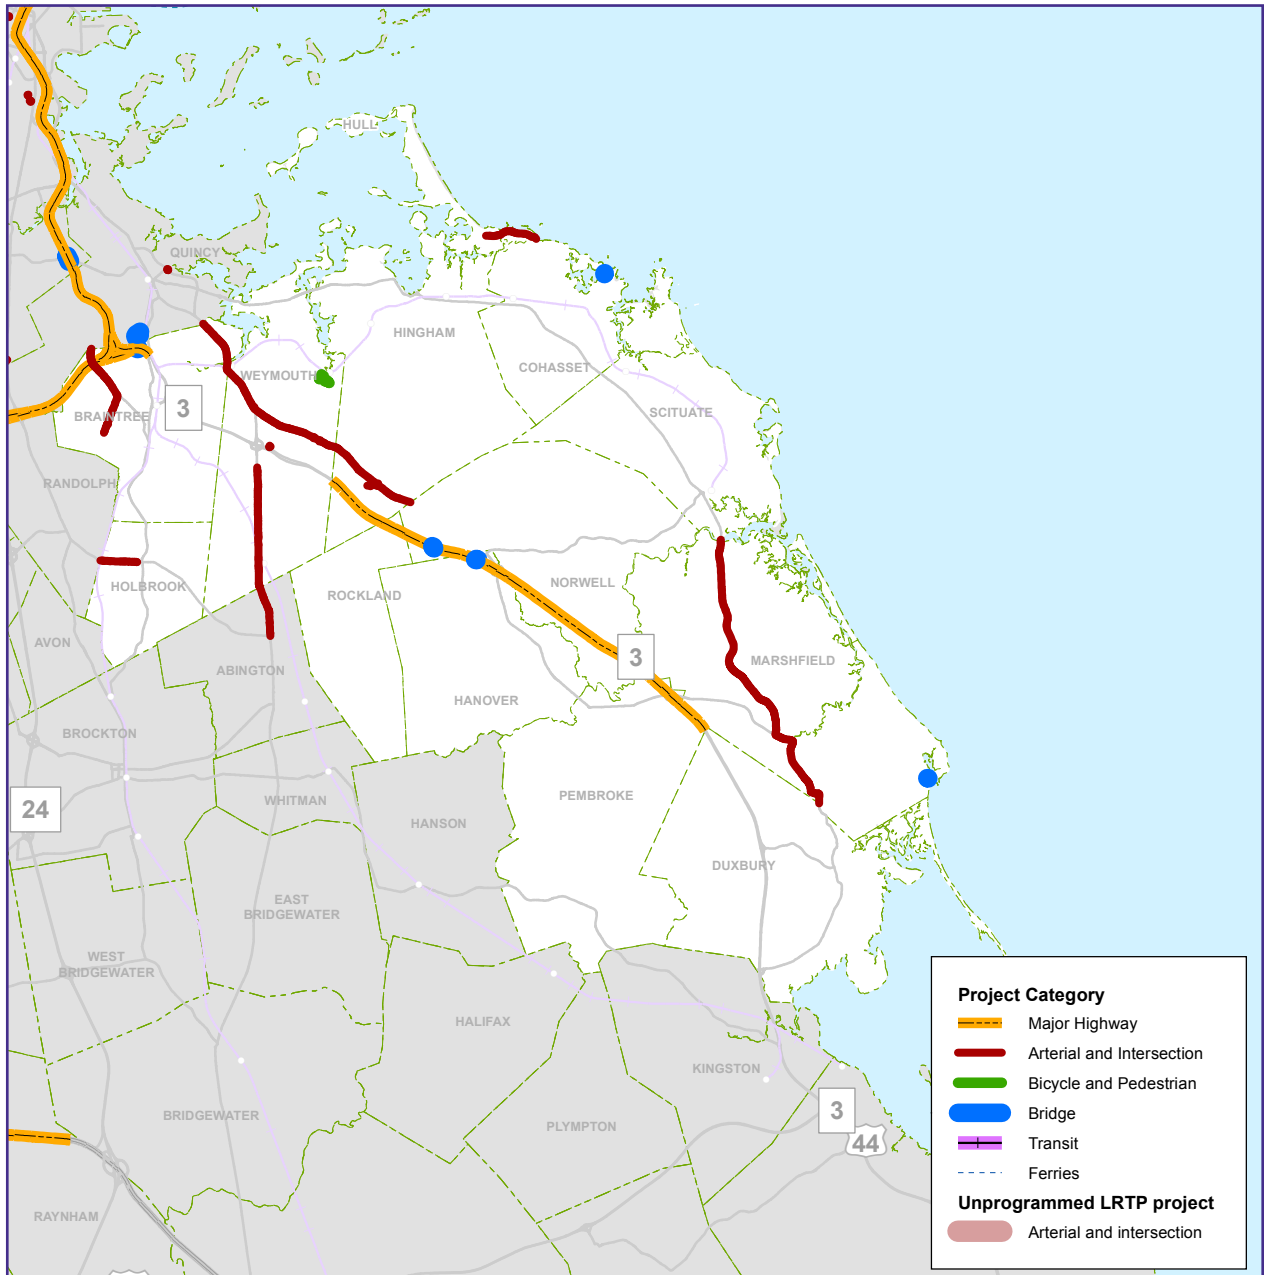 HULL
QUINCY
HINGHAM
COHASSET
WEYMOUTH
3
SCITUATE
BRAINTREE
RANDOLPH
NORWELL
HOLBROOK
ROCKLAND
AVON
3
MARSHFIELD
ABINGTON
HANOVER
BROCKTON
PEMBROKE
WHITMAN
24
HANSON
DUXBURY
EAST
BRIDGEWATER
WEST
BRIDGEWATER
HALIFAX
KINGSTON
BRIDGEWATER
PLYMPTON
3
44
RAYNHAM
Project Category
Major Highway
Arterial and Intersection
Bicycle and Pedestrian
Bridge
Transit
Ferries
Unprogrammed LRTP project
Arterial and intersection